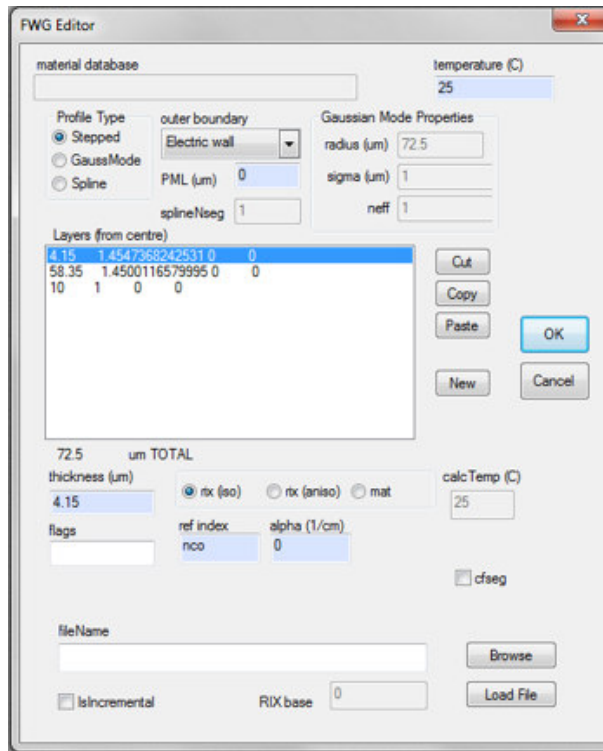 FWG Editor
material database
temperature (C)
25
Profile Type
Stepped
GaussMode
Spline
outer boundary
Electric wall
PML (um) 0
splineNseg 1
Gaussian Mode Properties
radius (um) 72.5
sigma (um) 1
neff 1
Layers (from centre)
4.15 1.4547368242531 0 0
58.35 1.4500116579995 0 0
10 1 0 0
Cut
Copy
Paste
New
OK
Cancel
72.5 um TOTAL
thickness (um)
4.15
rix (iso) rix (aniso) mat
calcTemp (C)
25
flags
ref index
nco
alpha (1/cm)
0
cfseg
fileName
Browse
IsIncremental
RIX base 0
Load File